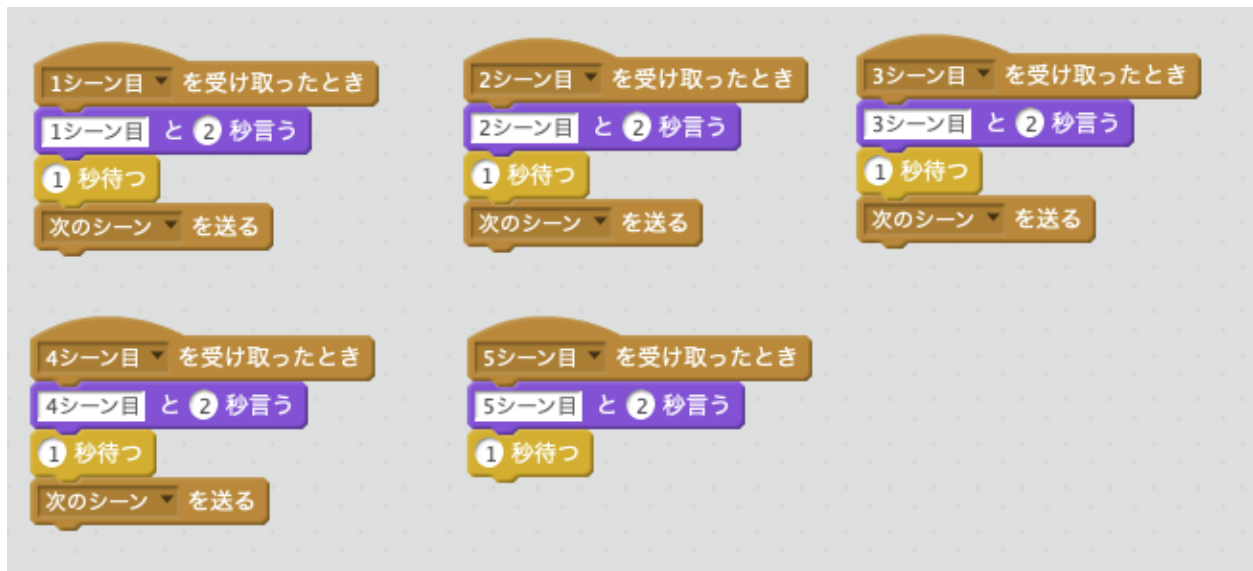 1シーン目 を受け取ったとき
1シーン目 と 2 秒言う
1 秒待つ
次のシーン を送る
2シーン目 を受け取ったとき
2シーン目 と 2 秒言う
1 秒待つ
次のシーン を送る
3シーン目 を受け取ったとき
3シーン目 と 2 秒言う
1 秒待つ
次のシーン を送る
4シーン目 を受け取ったとき
4シーン目 と 2 秒言う
1 秒待つ
次のシーン を送る
5シーン目 を受け取ったとき
5シーン目 と 2 秒言う
1 秒待つ